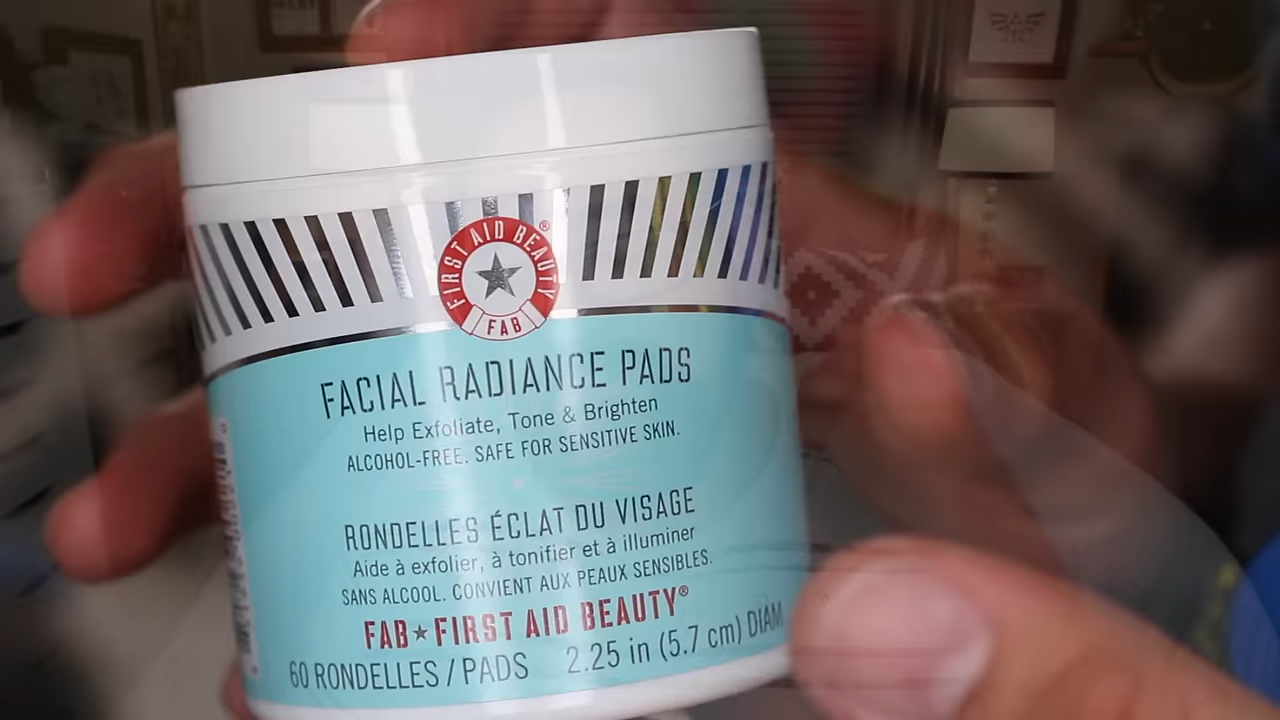 FIRST AID BEAUTY®
FAB
FACIAL RADIANCE PADS
Help Exfoliate, Tone & Brighten
ALCOHOL-FREE. SAFE FOR SENSITIVE SKIN.
RONDELLES ÉCLAT DU VISAGE
Aide à exfolier, à tonifier et à illuminer
SANS ALCOOL. CONVIENT AUX PEAUX SENSIBLES.
FAB★FIRST AID BEAUTY®
60 RONDELLES / PADS 2.25 in (5.7 cm) DIAM